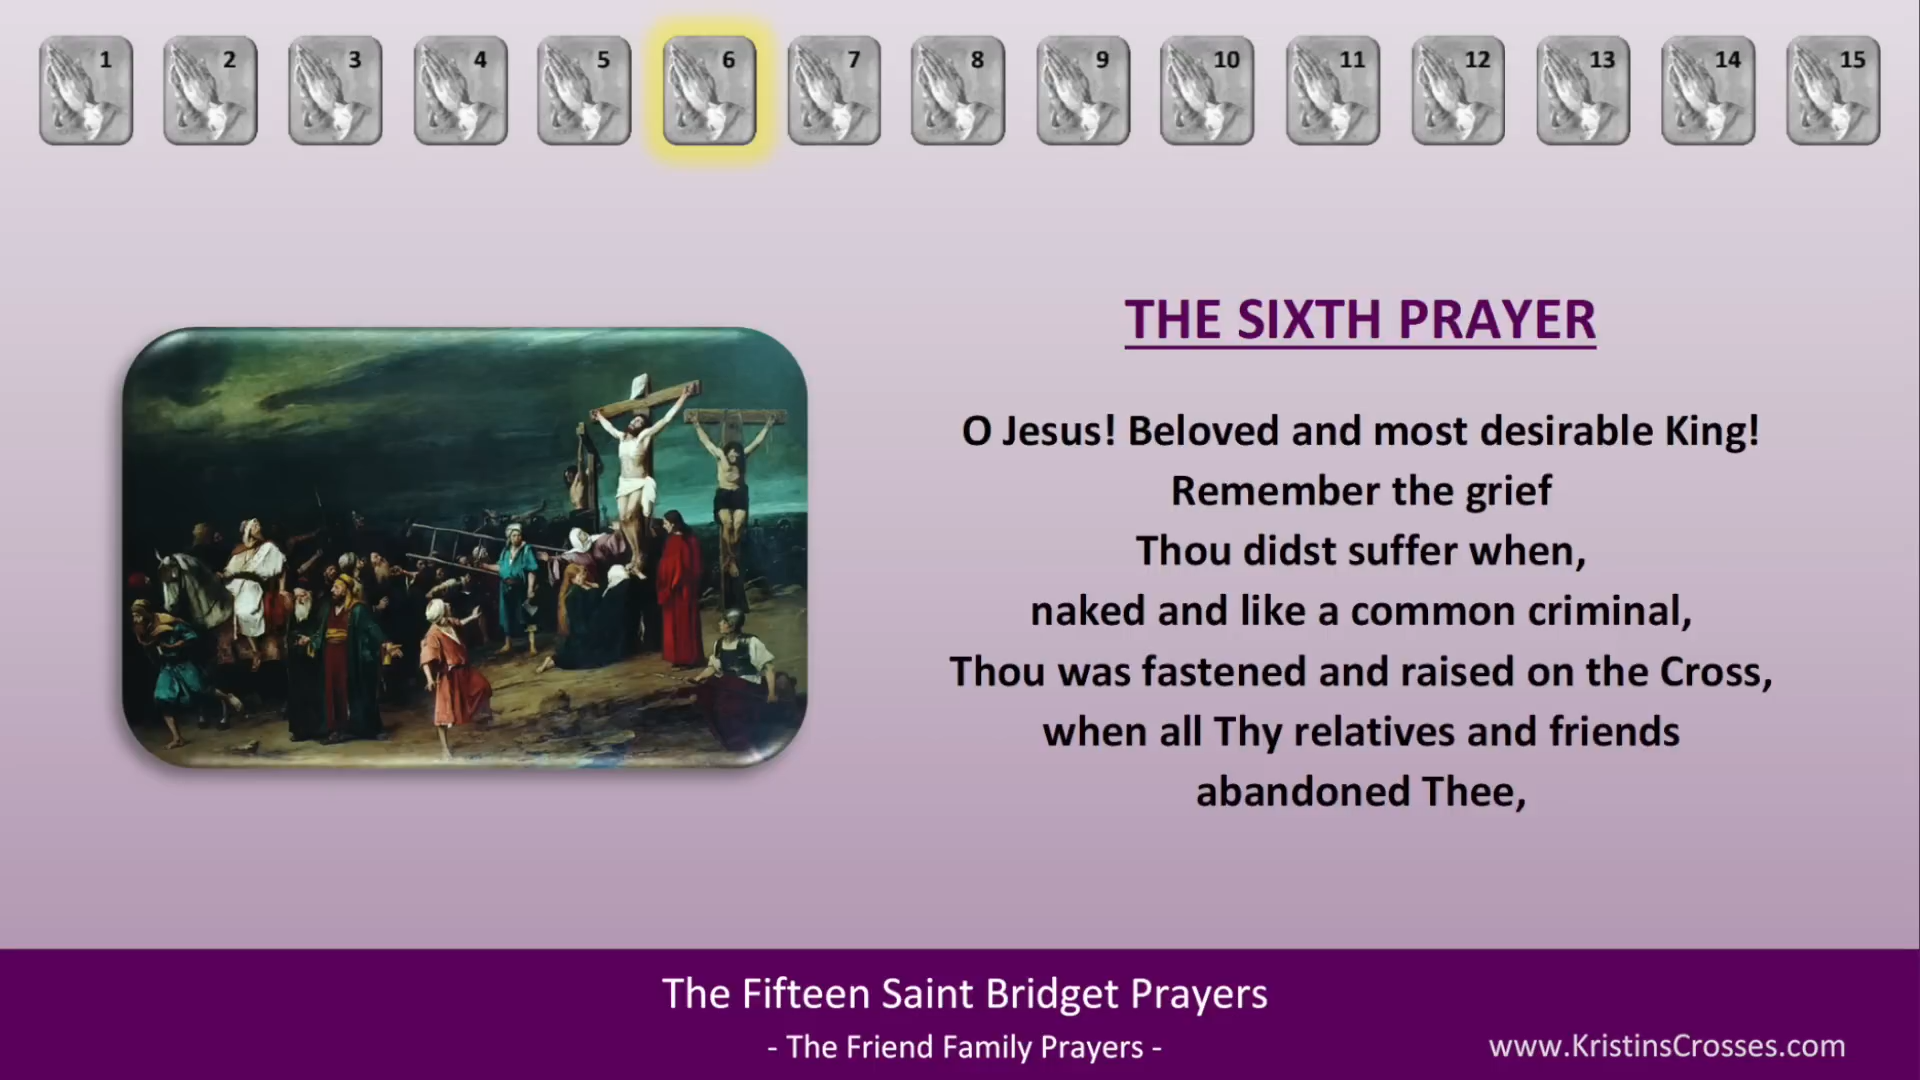 1 2 3 4 5 6 7 8 9 10 11 12 13 14 15
THE SIXTH PRAYER
O Jesus! Beloved and most desirable King!
Remember the grief
Thou didst suffer when,
naked and like a common criminal,
Thou was fastened and raised on the Cross,
when all Thy relatives and friends
abandoned Thee,
The Fifteen Saint Bridget Prayers
- The Friend Family Prayers -
www.KristinsCrosses.com